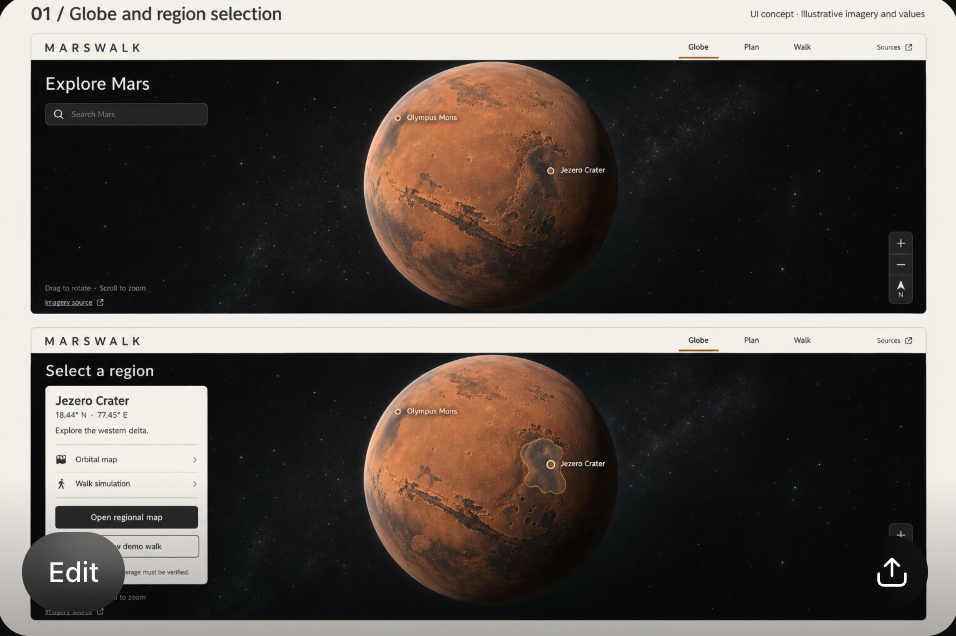 01 / Globe and region selection
UI concept · Illustrative imagery and values
MARSWALK
Globe
Plan
Walk
Sources
Explore Mars
Search Mars
Olympus Mons
Jezero Crater
Drag to rotate · Scroll to zoom
Imagery source
N
MARSWALK
Globe
Plan
Walk
Sources
Select a region
Jezero Crater
18.44° N · 77.45° E
Explore the western delta.
Orbital map
Walk simulation
Open regional map
demo walk
must be verified.
Olympus Mons
Jezero Crater
to zoom
Edit